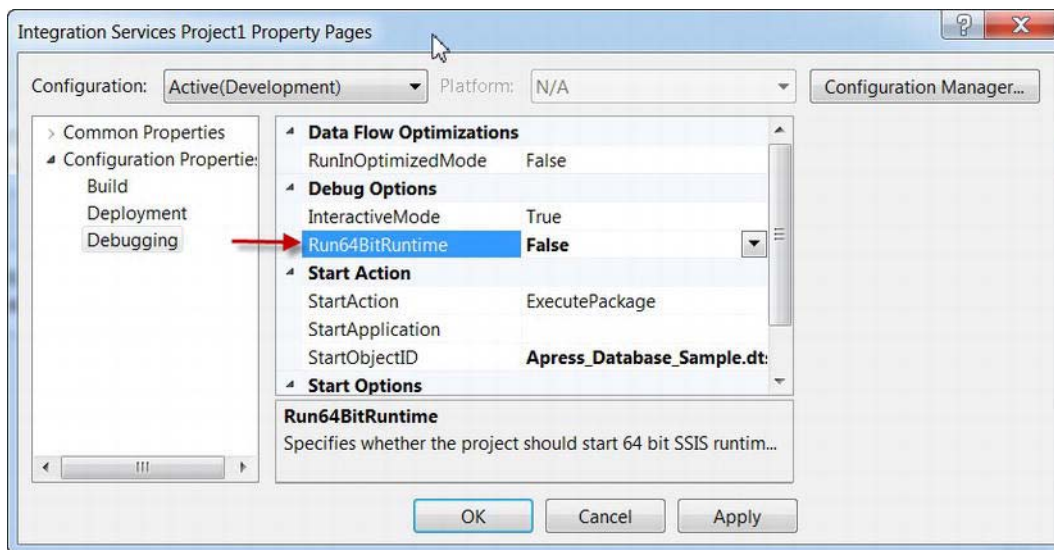 Integration Services Project1 Property Pages
Configuration: Active(Development) Platform: N/A Configuration Manager...
Common Properties
Configuration Propertie
Build
Deployment
Debugging
Data Flow Optimizations
RunInOptimizedMode False
Debug Options
InteractiveMode True
Run64BitRuntime False
Start Action
StartAction ExecutePackage
StartApplication
StartObjectID Apress_Database_Sample.dt
Start Options
Run64BitRuntime
Specifies whether the project should start 64 bit SSIS runtim...
OK Cancel Apply